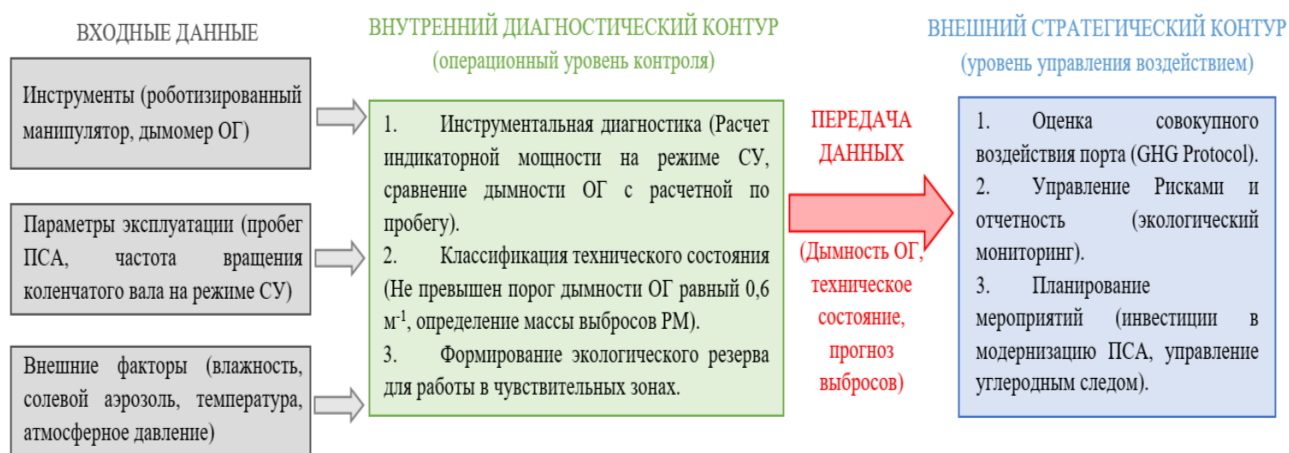 ВХОДНЫЕ ДАННЫЕ
Инструменты (роботизированный
манипулятор, дымомер ОГ)
Параметры эксплуатации (пробег
ПСА, частота вращения
коленчатого вала на режиме СУ)
Внешние факторы (влажность,
солевой аэрозоль, температура,
атмосферное давление)
ВНУТРЕННИЙ ДИАГНОСТИЧЕСКИЙ КОНТУР
(операционный уровень контроля)
1. Инструментальная диагностика (Расчет
индикаторной мощности на режиме СУ,
сравнение дымности ОГ с расчетной по
пробегу).
2. Классификация технического состояния
(Не превышен порог дымности ОГ равный 0,6
м⁻¹, определение массы выбросов РМ).
3. Формирование экологического резерва
для работы в чувствительных зонах.
ПЕРЕДАЧА
ДАННЫХ
(Дымность ОГ,
техническое
состояние,
прогноз
выбросов)
ВНЕШНИЙ СТРАТЕГИЧЕСКИЙ КОНТУР
(уровень управления воздействием)
1. Оценка совокупного
воздействия порта (GHG Protocol).
2. Управление Рисками и
отчетность (экологический
мониторинг).
3. Планирование
мероприятий (инвестиции в
модернизацию ПСА, управление
углеродным следом).